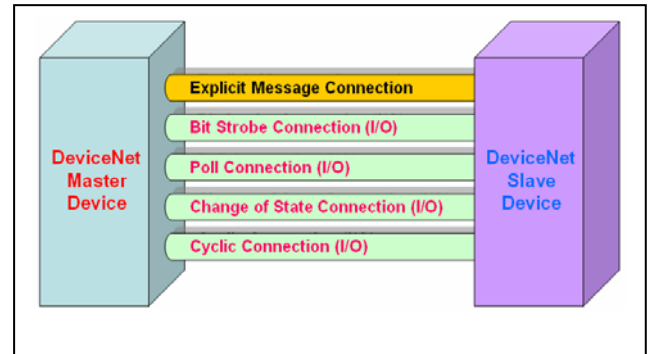 DeviceNet
Master
Device
Explicit Message Connection
Bit Strobe Connection (I/O)
Poll Connection (I/O)
Change of State Connection (I/O)
Cyclic Connection (I/O)
DeviceNet
Slave
Device